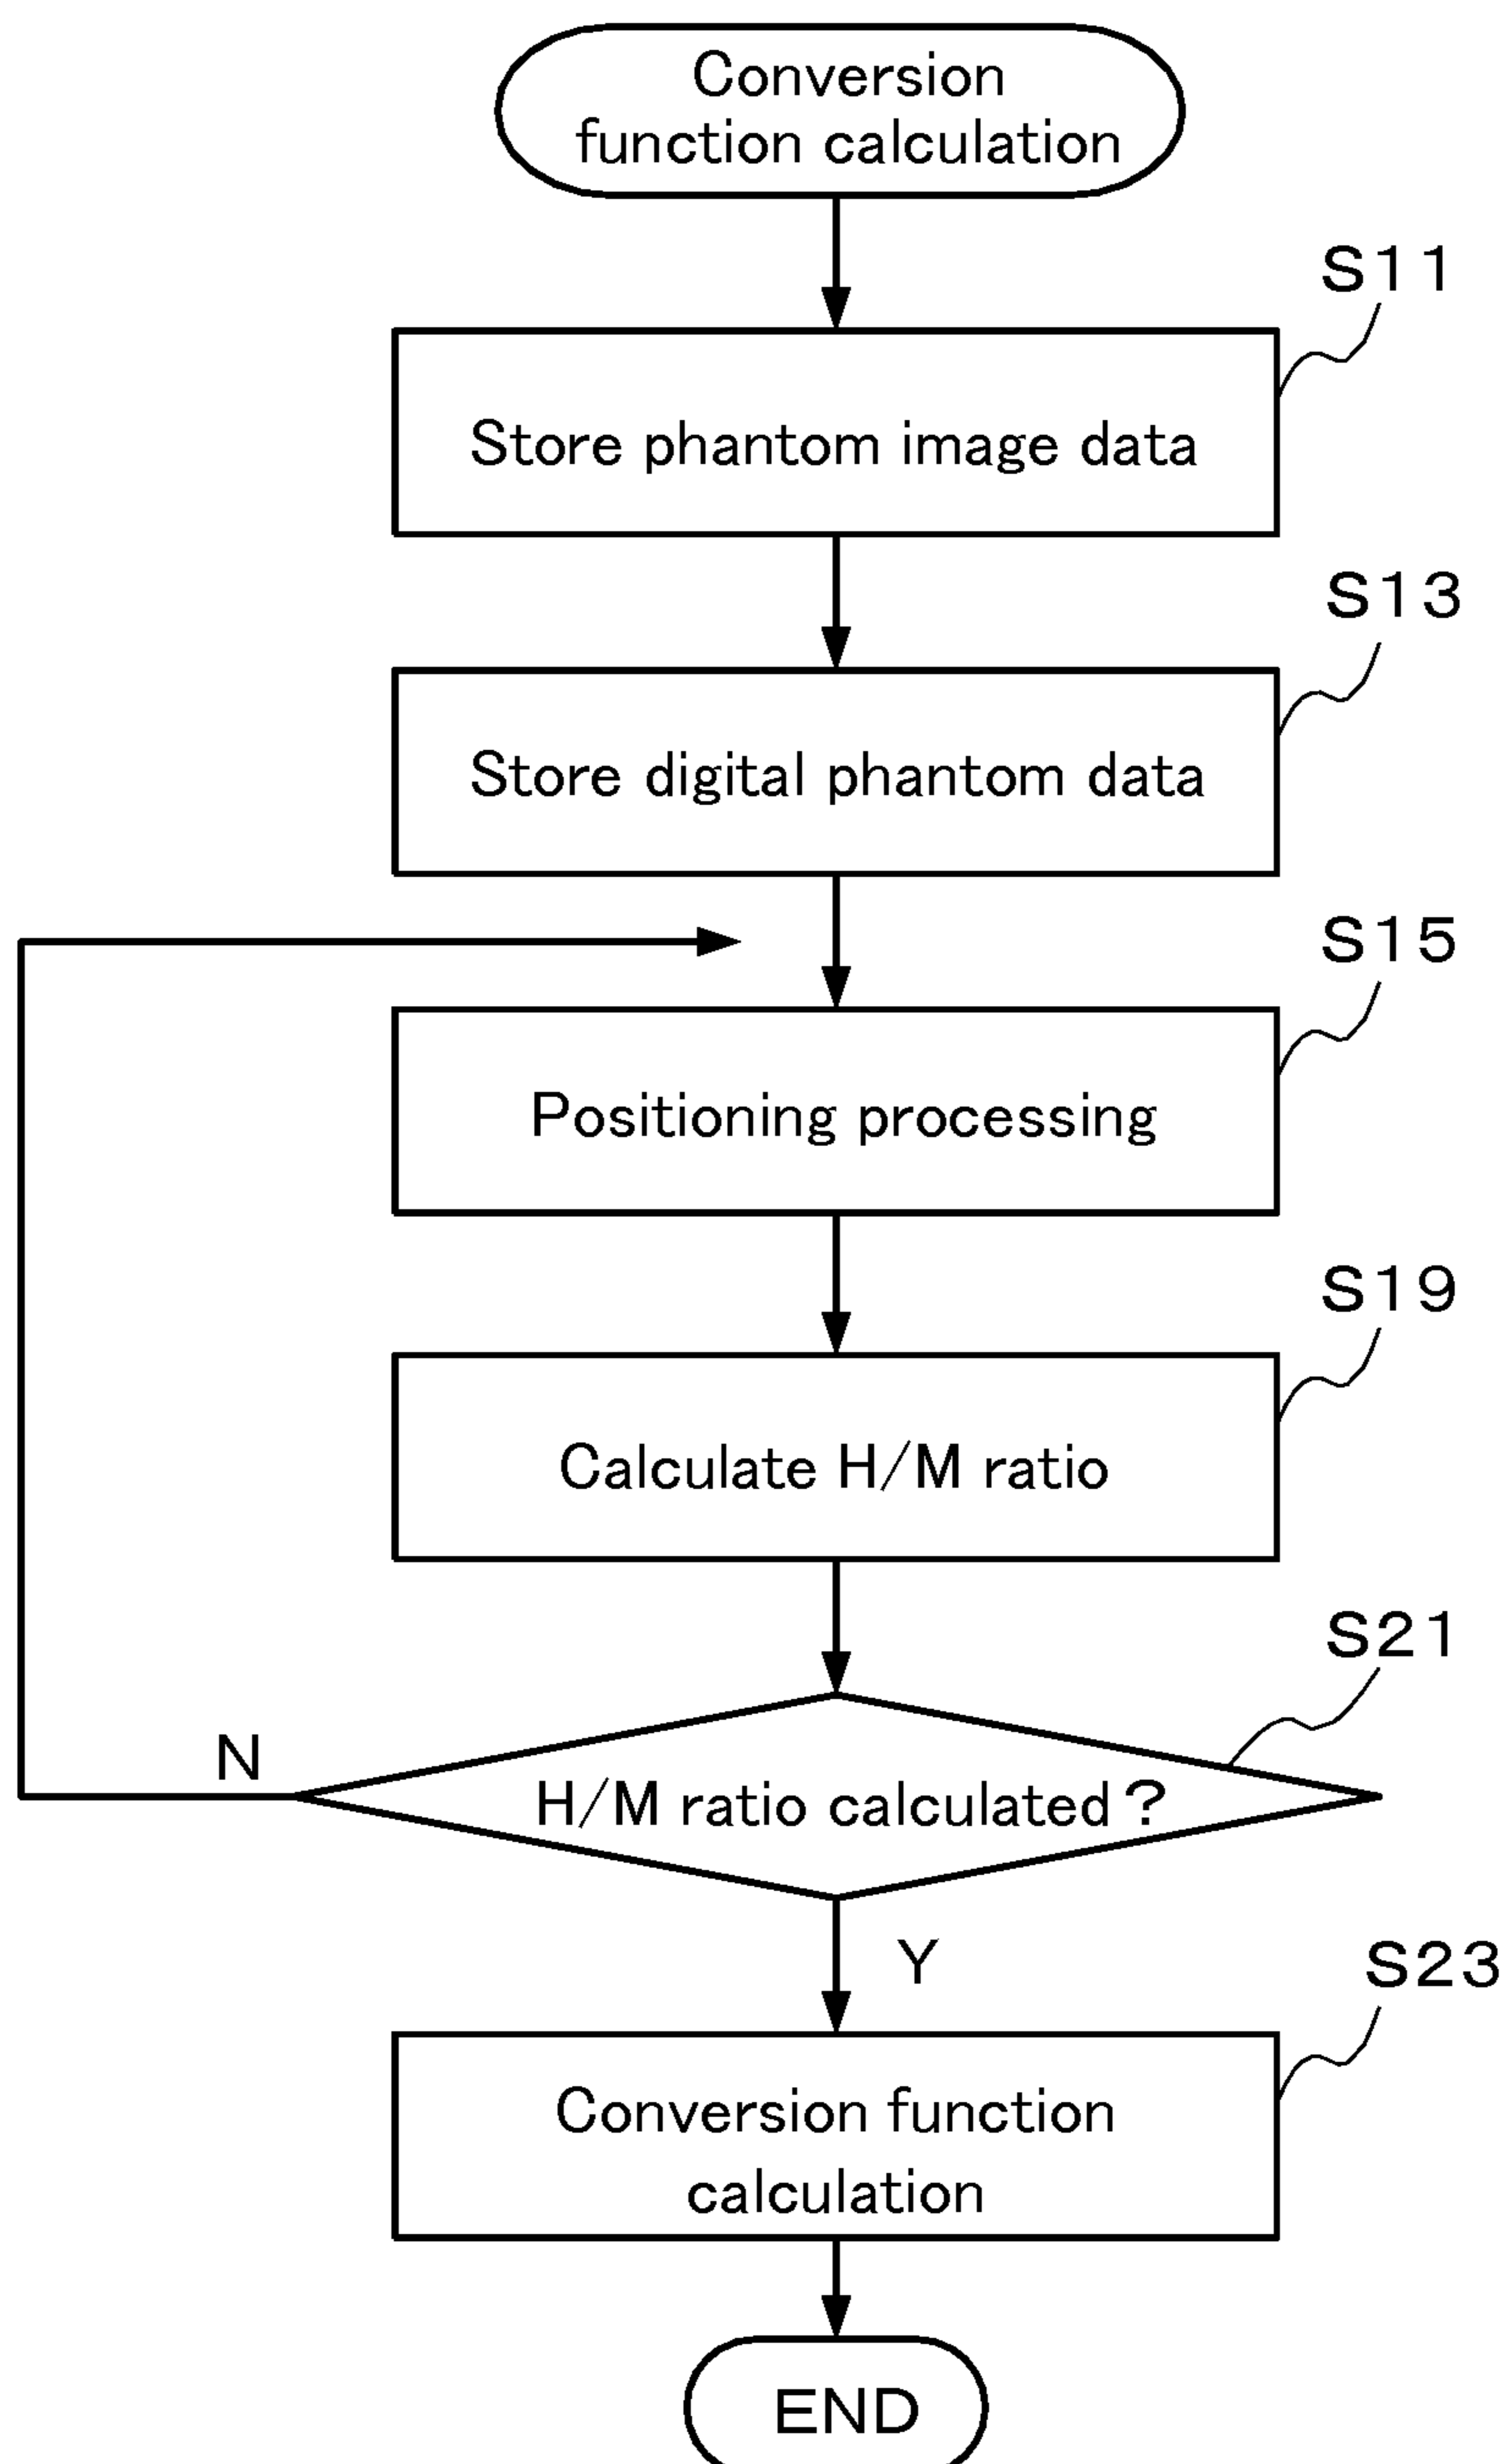 Conversion
function calculation
S11
Store phantom image data
S13
Store digital phantom data
S15
Positioning processing
S19
Calculate H/M ratio
S21
N
H/M ratio calculated?
Y
S23
Conversion function
calculation
END